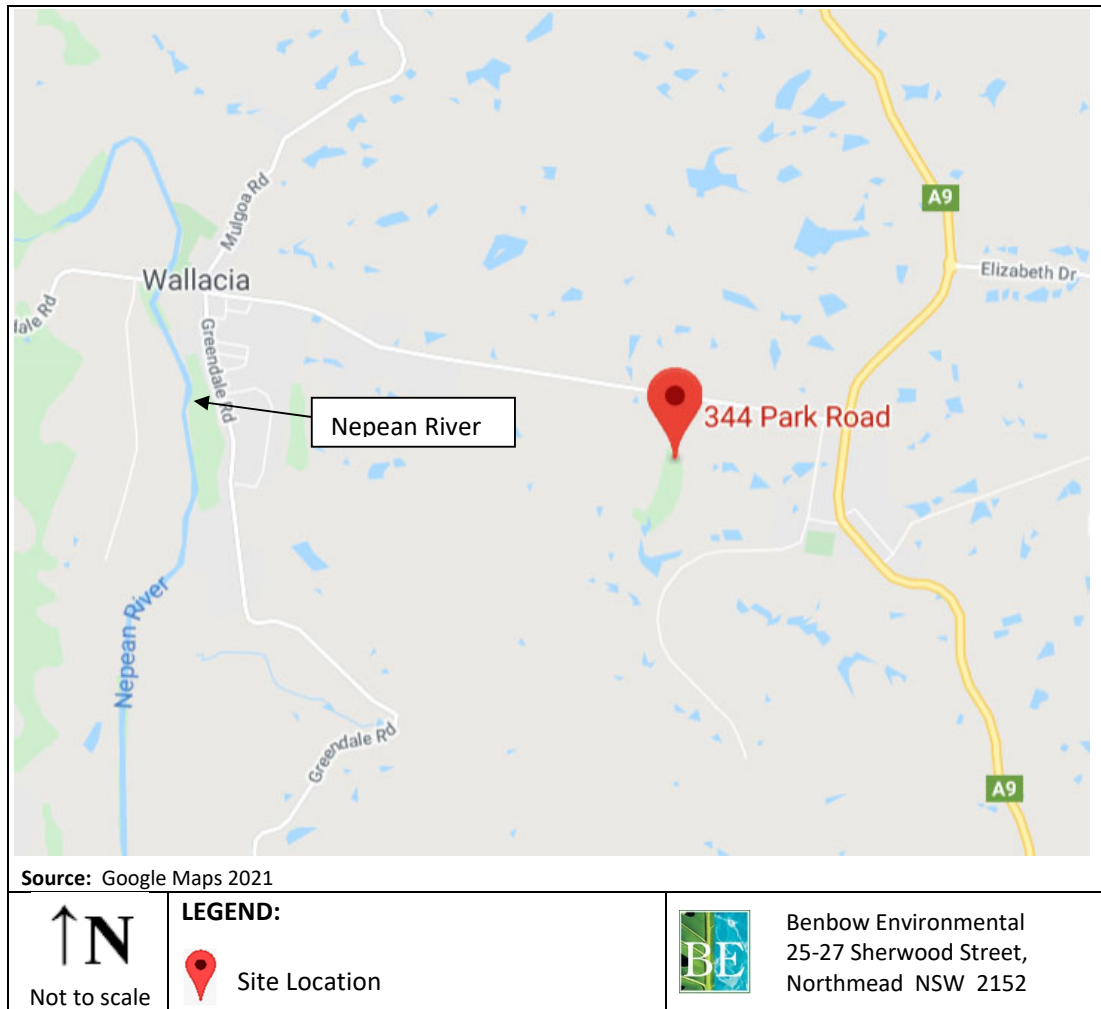 A9
Mulgoa Rd
Elizabeth Dr
Wallacia
dale Rd
Greendale Rd
344 Park Road
Nepean River
Nepean River
Greendale Rd
A9
Source: Google Maps 2021
↑N
Not to scale
LEGEND:
Site Location
BE
Benbow Environmental
25-27 Sherwood Street,
Northmead NSW 2152